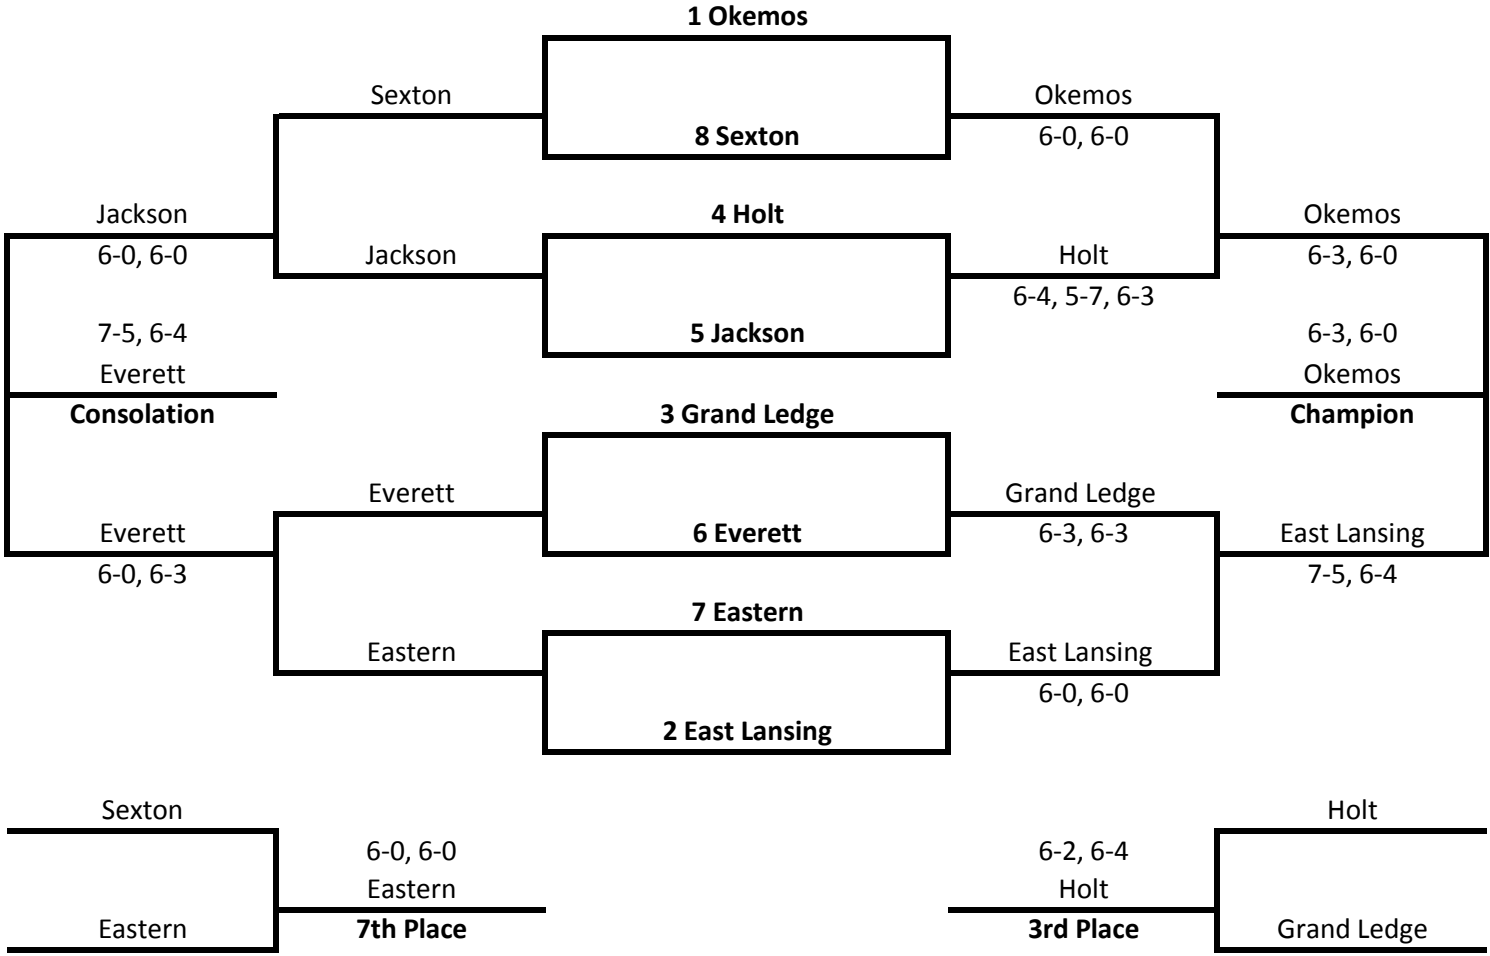 1 Okemos
Sexton
Okemos
8 Sexton
6-0, 6-0
Jackson
4 Holt
Okemos
6-0, 6-0
Jackson
Holt
6-3, 6-0
6-4, 5-7, 6-3
7-5, 6-4
5 Jackson
6-3, 6-0
Everett
Okemos
Consolation
3 Grand Ledge
Champion
Everett
Grand Ledge
Everett
6 Everett
6-3, 6-3
East Lansing
6-0, 6-3
7-5, 6-4
7 Eastern
Eastern
East Lansing
6-0, 6-0
2 East Lansing
Sexton
Holt
6-0, 6-0
6-2, 6-4
Eastern
Holt
Eastern
7th Place
3rd Place
Grand Ledge